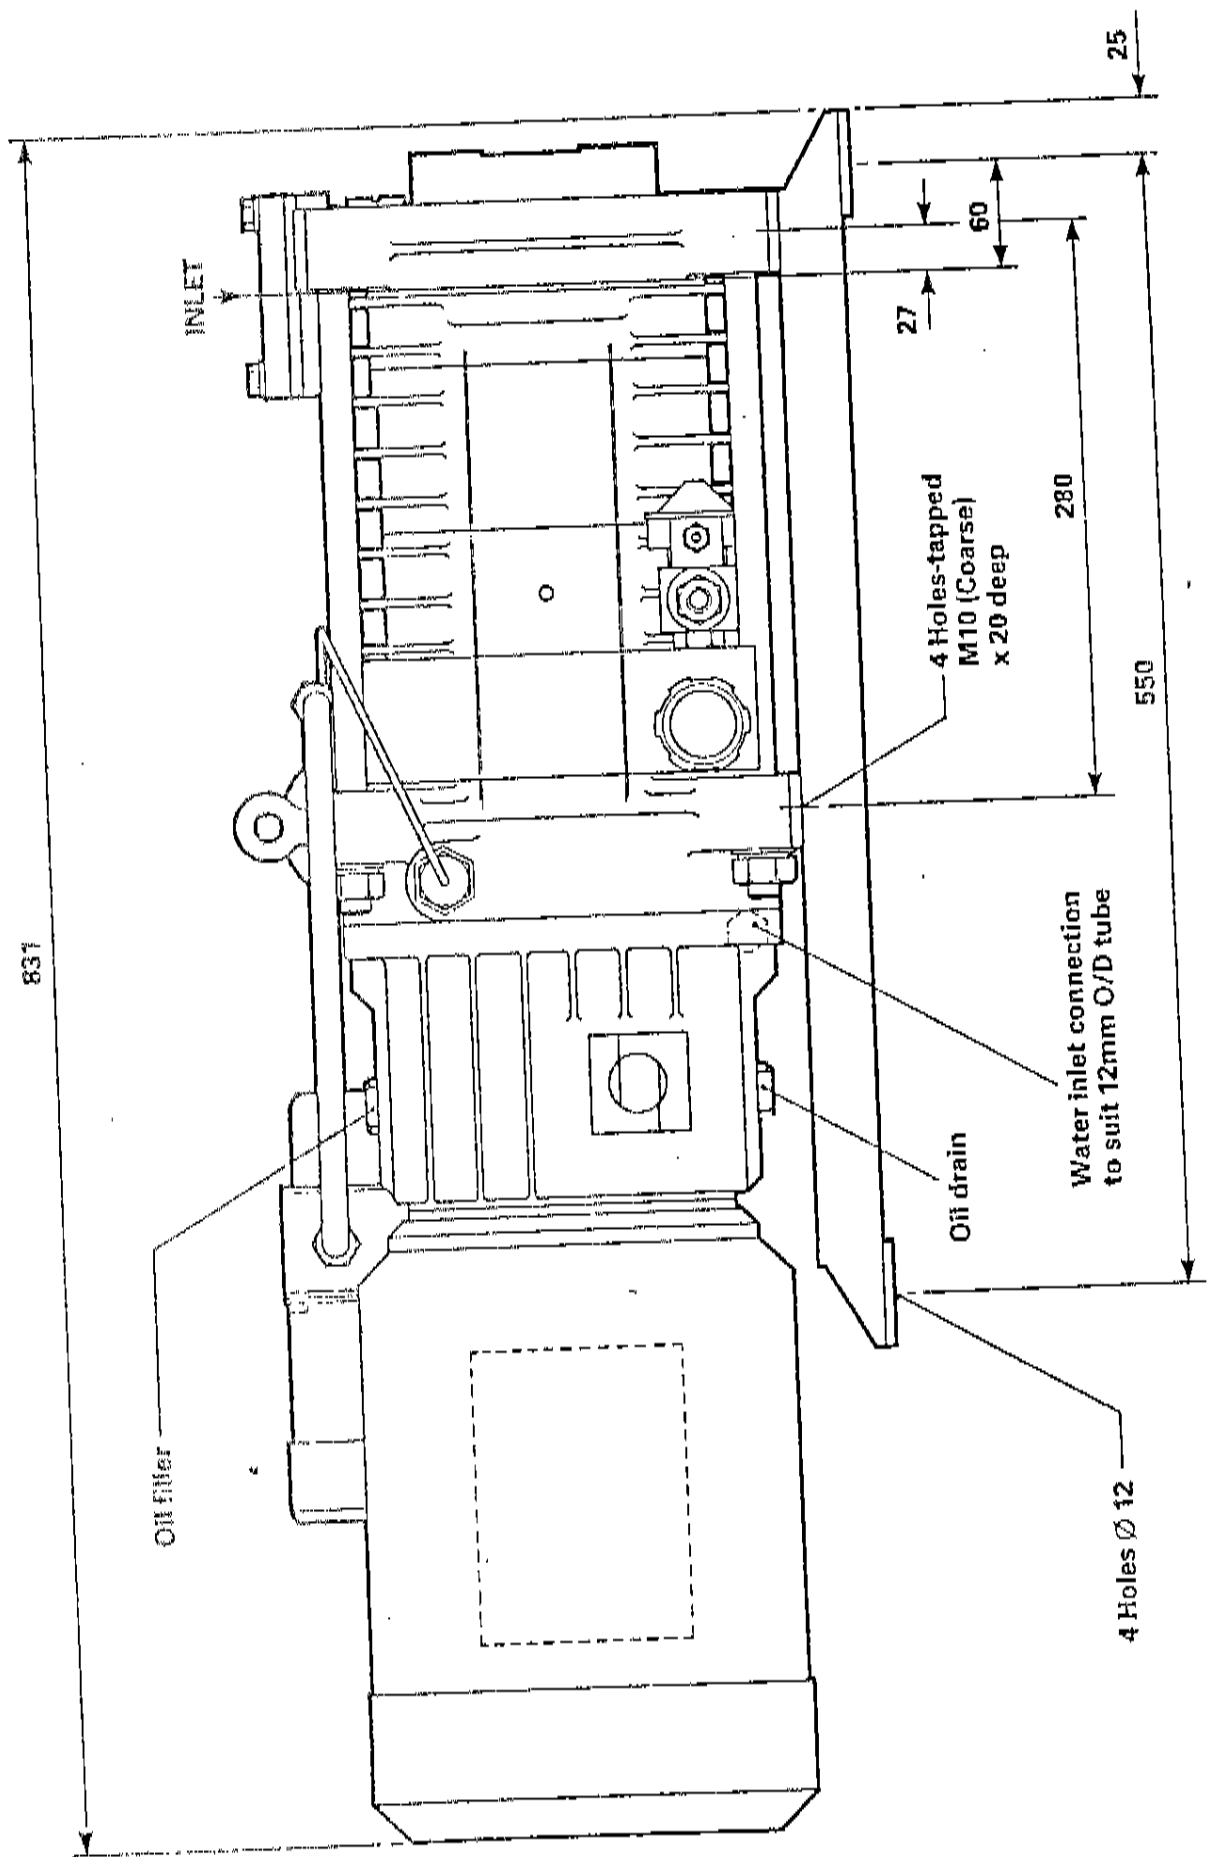 831
INLET
Oil filler
25
60
27
280
550
4 Holes-tapped
M10 (Coarse)
x 20 deep
Water inlet connection
to suit 12mm O/D tube
Oil drain
4 Holes Ø 12